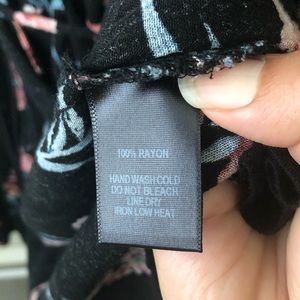 100% RAYON
HAND WASH COLD
DO NOT BLEACH
LINE DRY
IRON LOW HEAT